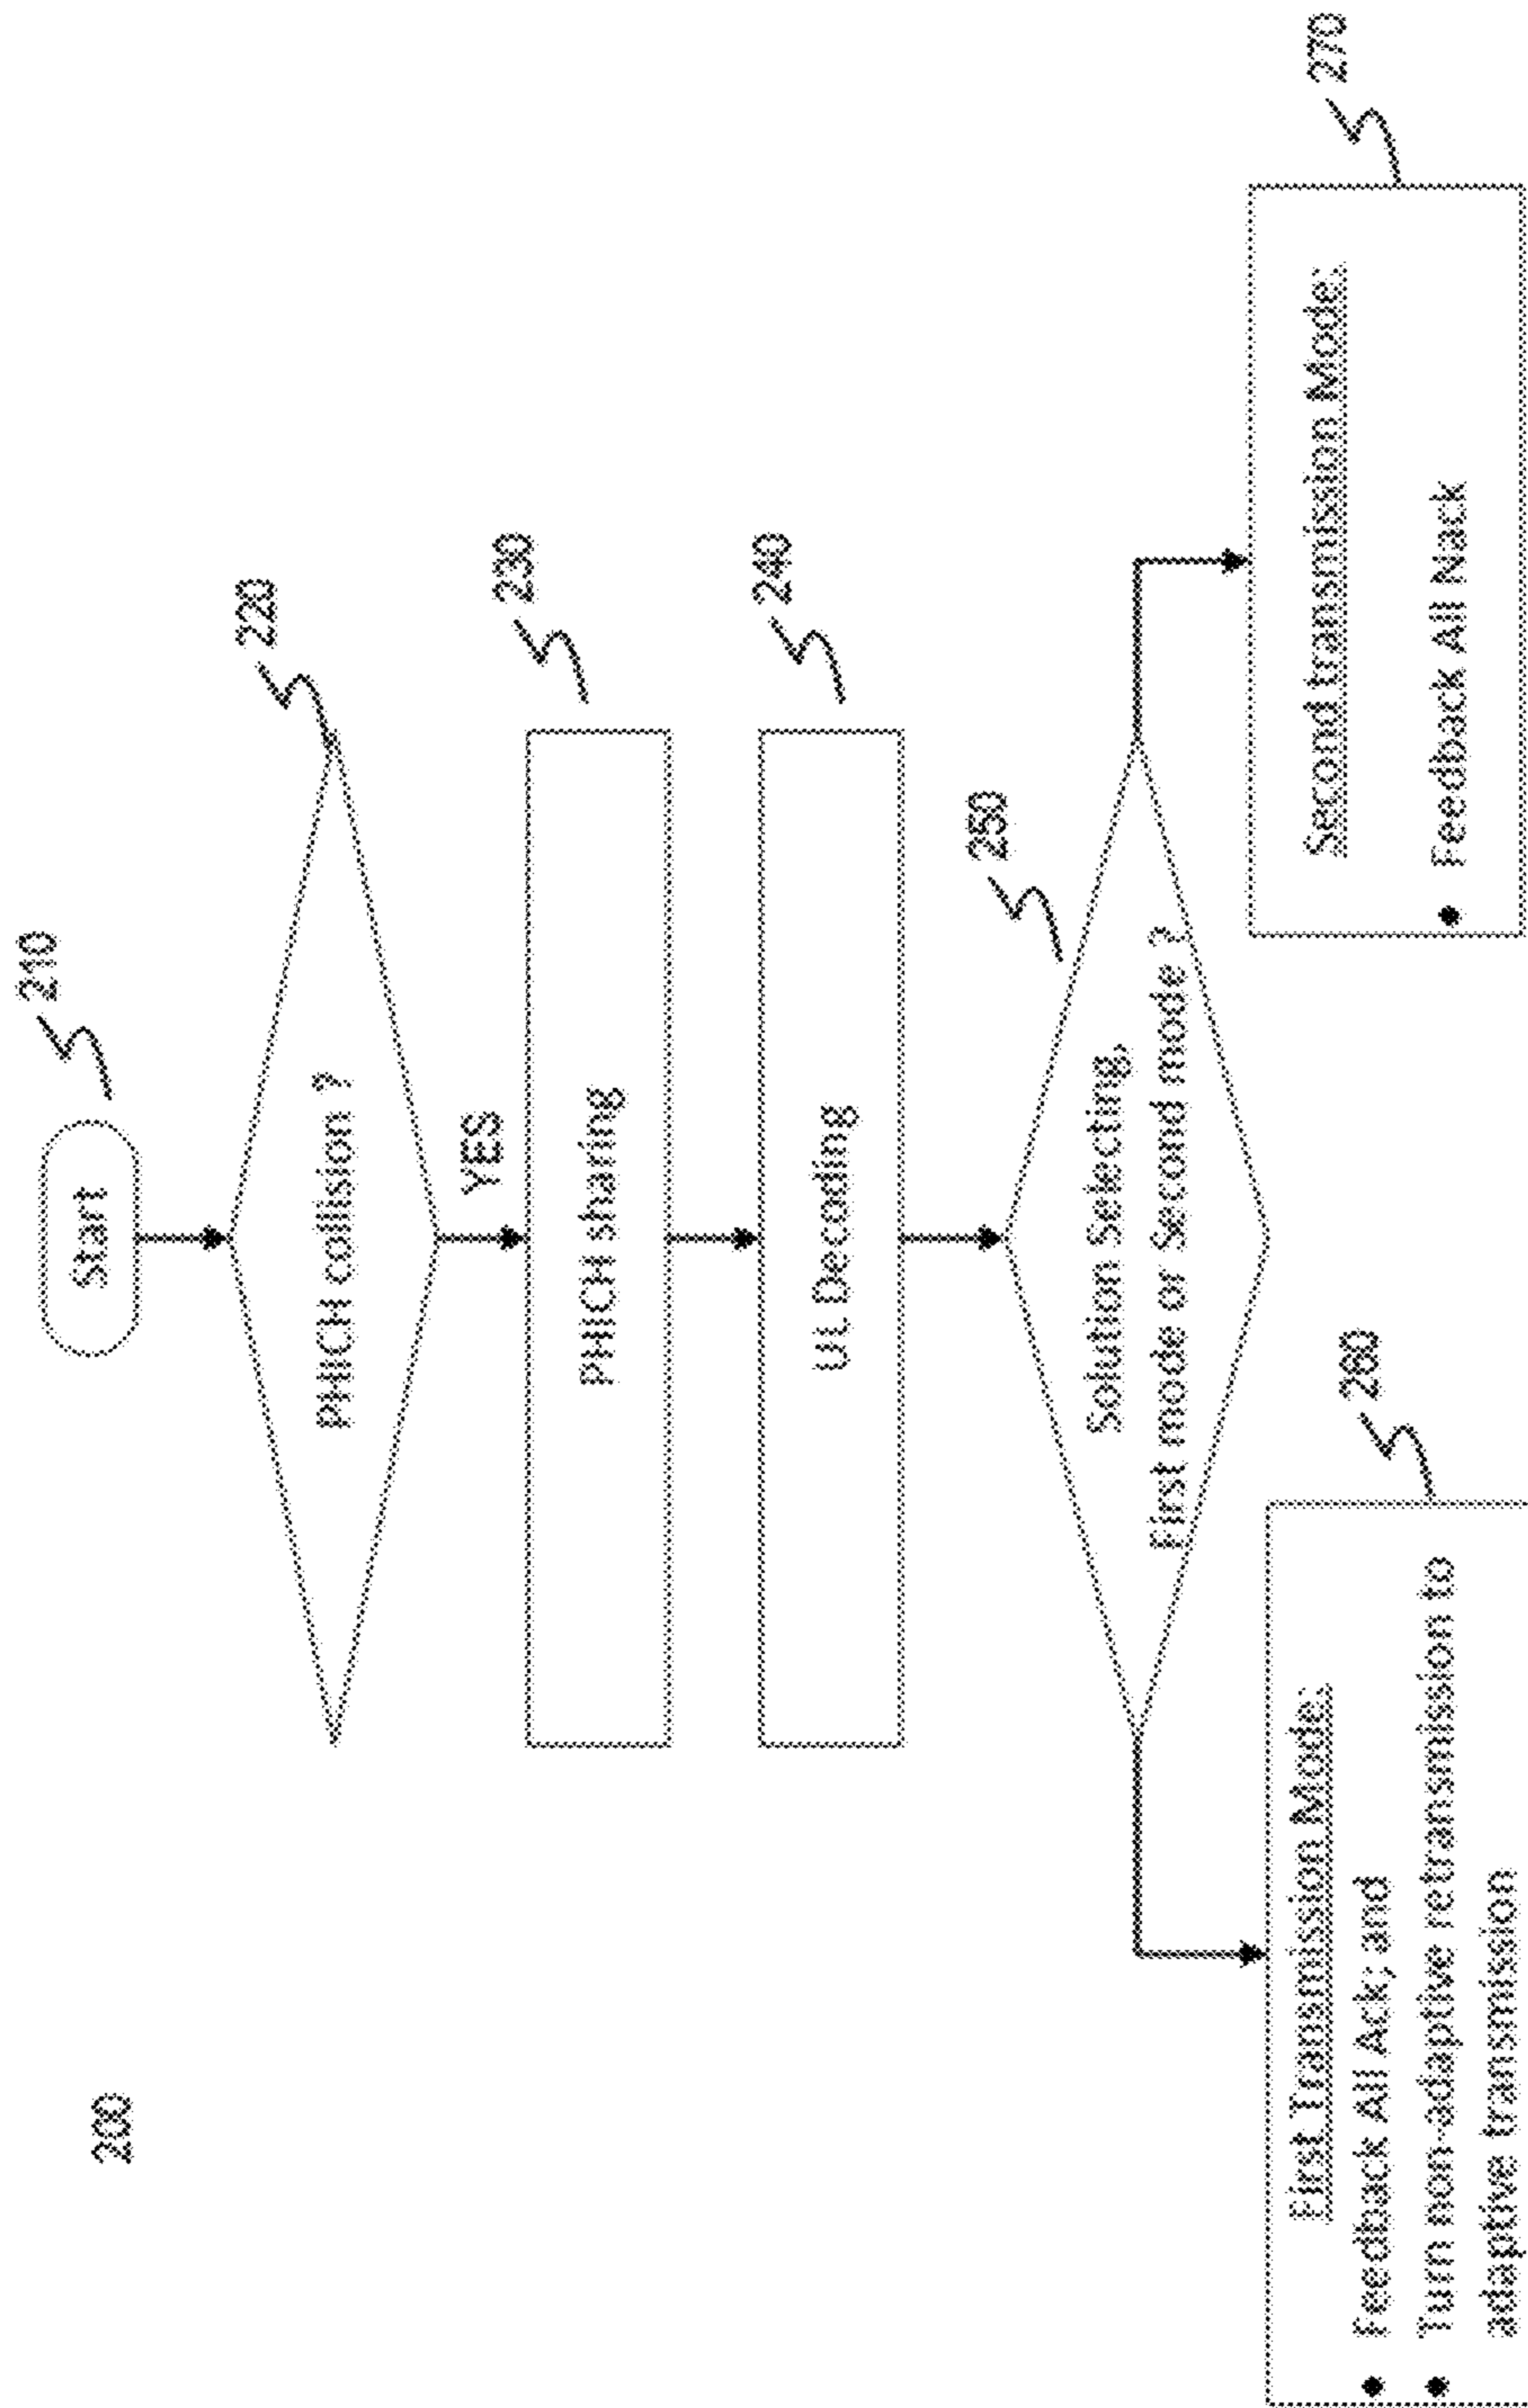 200
Start
210
PHICH collision ?
220
YES
PHICH sharing
230
UL Decoding
240
Solution Selecting,
First mode or Second mode ?
250
First Transmission Mode:
• Feedback All Ack; and
• Turn non-adaptive retransmission to
adaptive transmission
260
Second transmission Mode:
• Feedback All Nack
270